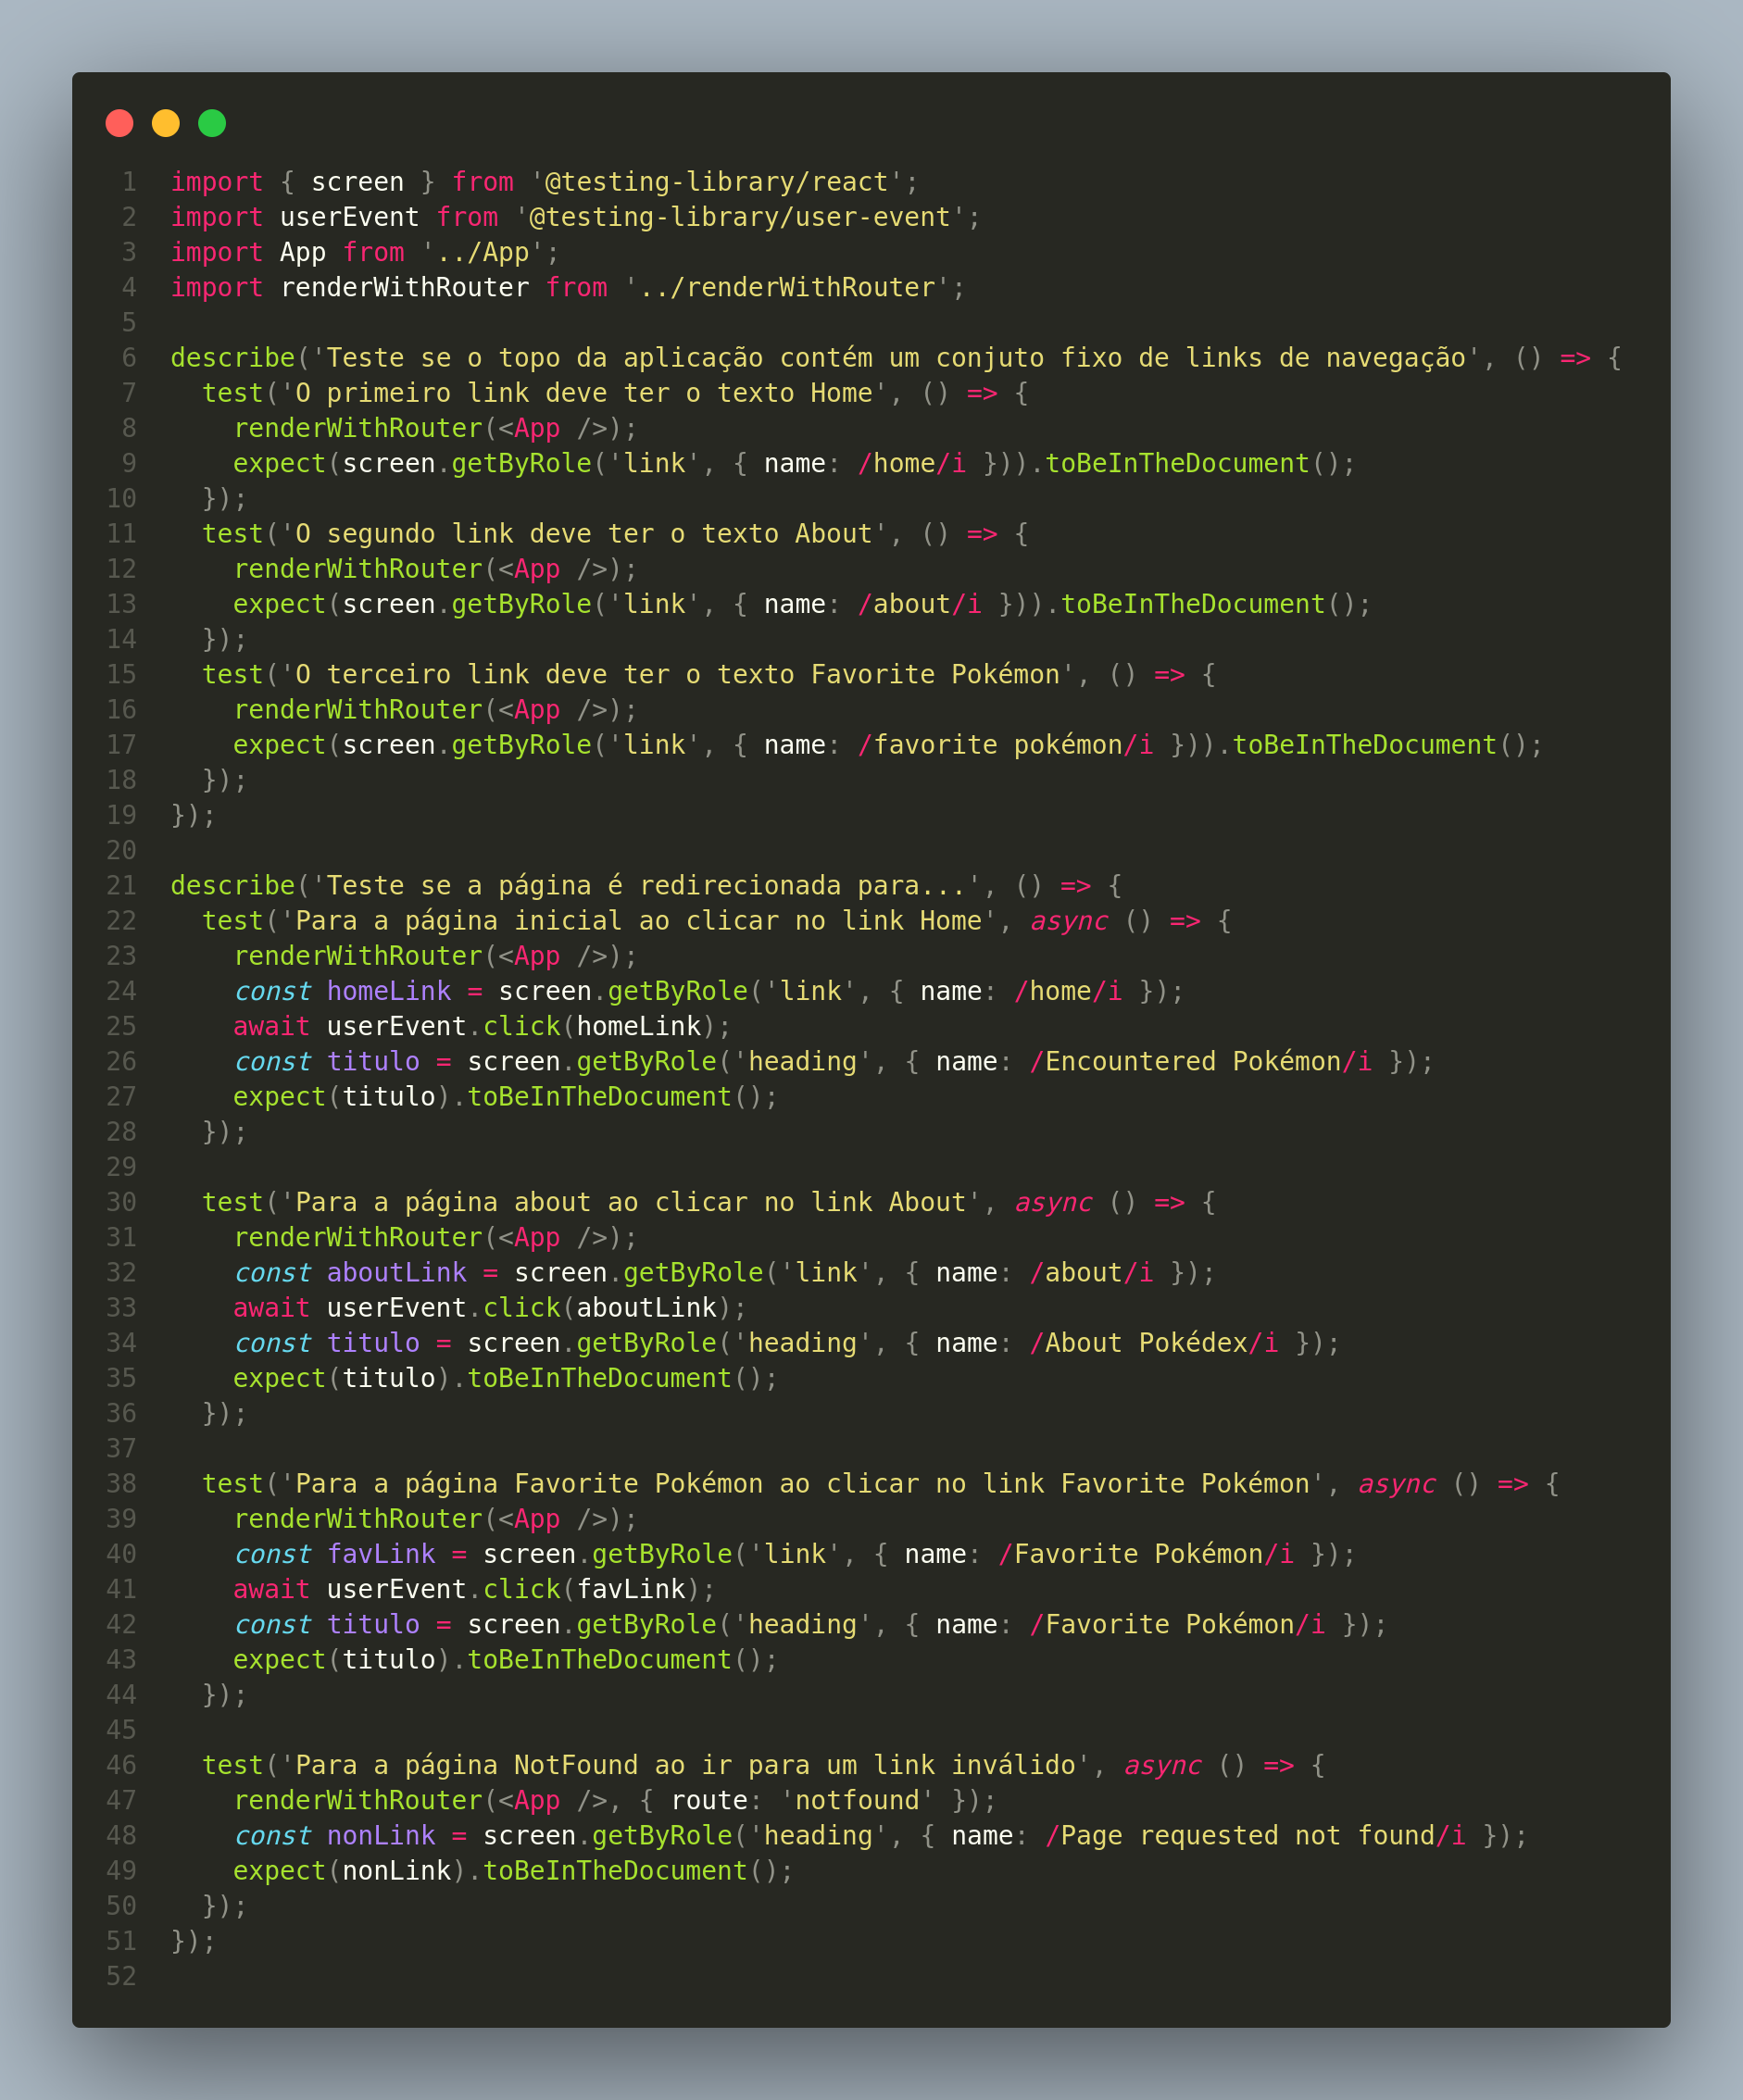 1 import { screen } from '@testing-library/react';
2 import userEvent from '@testing-library/user-event';
3 import App from '../App';
4 import renderWithRouter from '../renderWithRouter';
5
6 describe('Teste se o topo da aplicação contém um conjuto fixo de links de navegação', () => {
7   test('O primeiro link deve ter o texto Home', () => {
8     renderWithRouter(<App />);
9     expect(screen.getByRole('link', { name: /home/i })).toBeInTheDocument();
10   });
11   test('O segundo link deve ter o texto About', () => {
12     renderWithRouter(<App />);
13     expect(screen.getByRole('link', { name: /about/i })).toBeInTheDocument();
14   });
15   test('O terceiro link deve ter o texto Favorite Pokémon', () => {
16     renderWithRouter(<App />);
17     expect(screen.getByRole('link', { name: /favorite pokémon/i })).toBeInTheDocument();
18   });
19 });
20
21 describe('Teste se a página é redirecionada para...', () => {
22   test('Para a página inicial ao clicar no link Home', async () => {
23     renderWithRouter(<App />);
24     const homeLink = screen.getByRole('link', { name: /home/i });
25     await userEvent.click(homeLink);
26     const titulo = screen.getByRole('heading', { name: /Encountered Pokémon/i });
27     expect(titulo).toBeInTheDocument();
28   });
29
30   test('Para a página about ao clicar no link About', async () => {
31     renderWithRouter(<App />);
32     const aboutLink = screen.getByRole('link', { name: /about/i });
33     await userEvent.click(aboutLink);
34     const titulo = screen.getByRole('heading', { name: /About Pokédex/i });
35     expect(titulo).toBeInTheDocument();
36   });
37
38   test('Para a página Favorite Pokémon ao clicar no link Favorite Pokémon', async () => {
39     renderWithRouter(<App />);
40     const favLink = screen.getByRole('link', { name: /Favorite Pokémon/i });
41     await userEvent.click(favLink);
42     const titulo = screen.getByRole('heading', { name: /Favorite Pokémon/i });
43     expect(titulo).toBeInTheDocument();
44   });
45
46   test('Para a página NotFound ao ir para um link inválido', async () => {
47     renderWithRouter(<App />, { route: 'notfound' });
48     const nonLink = screen.getByRole('heading', { name: /Page requested not found/i });
49     expect(nonLink).toBeInTheDocument();
50   });
51 });
52